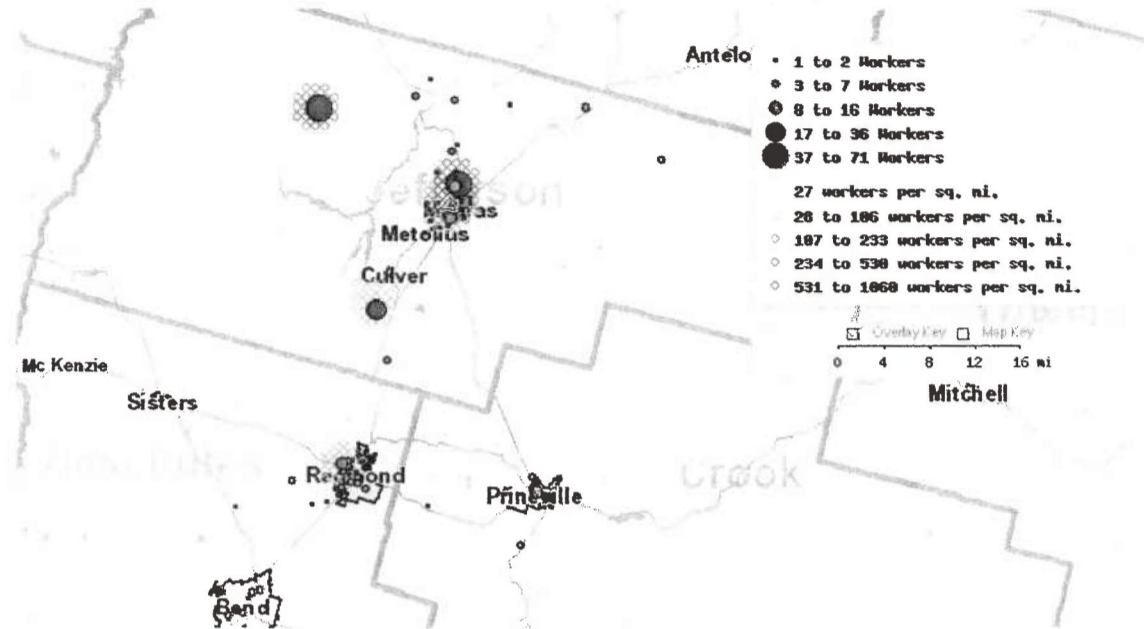 Antelo
1 to 2 Workers
3 to 7 Workers
8 to 16 Workers
17 to 36 Workers
37 to 71 Workers
27 workers per sq. mi.
28 to 106 workers per sq. mi.
107 to 233 workers per sq. mi.
234 to 530 workers per sq. mi.
531 to 1060 workers per sq. mi.
Overlay Key Map Key
0 4 8 12 16 mi
Jefferson
Madras
Metolius
Culver
Mc Kenzie
Sisters
Mitchell
Redmond
Crook
Prineville
Bend